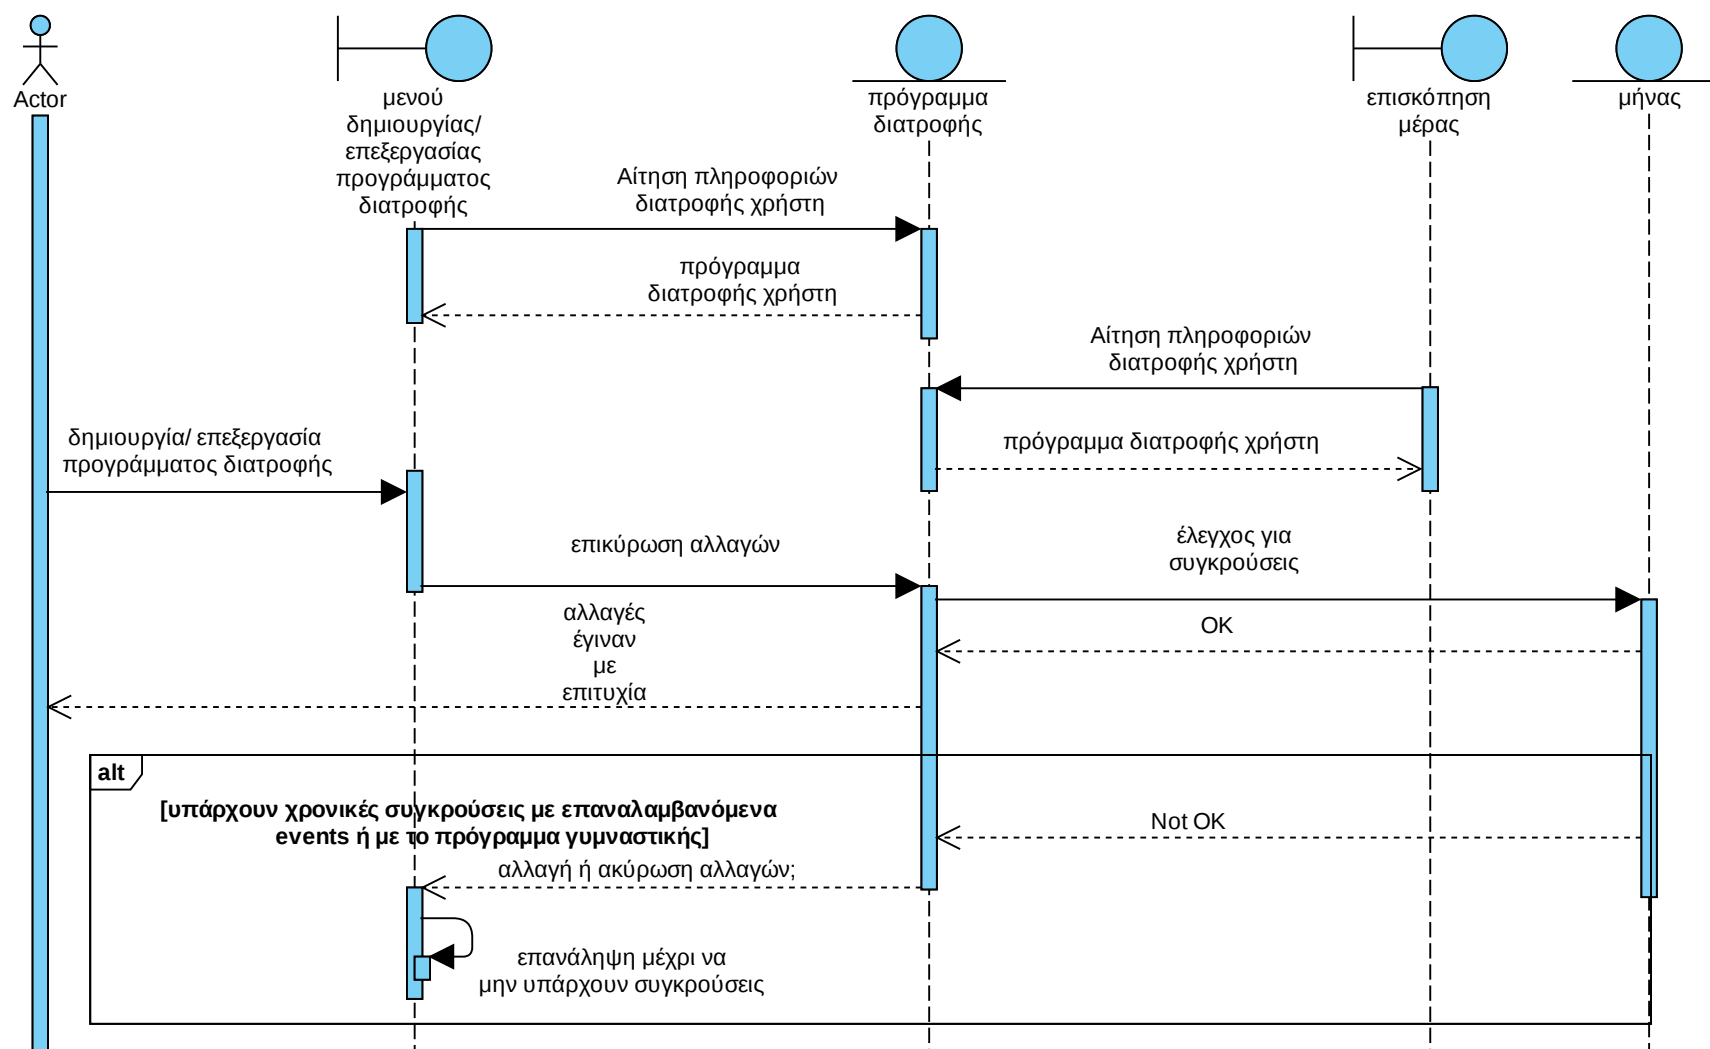 Actor
μενού
δημιουργίας/
επεξεργασίας
προγράμματος
διατροφής
πρόγραμμα
διατροφής
επισκόπηση
μέρας
μήνας
Αίτηση πληροφοριών
διατροφής χρήστη
πρόγραμμα
διατροφής χρήστη
Αίτηση πληροφοριών
διατροφής χρήστη
πρόγραμμα διατροφής χρήστη
δημιουργία/ επεξεργασία
προγράμματος διατροφής
επικύρωση αλλαγών
έλεγχος για
συγκρούσεις
αλλαγές
έγιναν
με
επιτυχία
OK
alt
[υπάρχουν χρονικές συγκρούσεις με επαναλαμβανόμενα
events ή με το πρόγραμμα γυμναστικής]
Not OK
αλλαγή ή ακύρωση αλλαγών;
επανάληψη μέχρι να
μην υπάρχουν συγκρούσεις